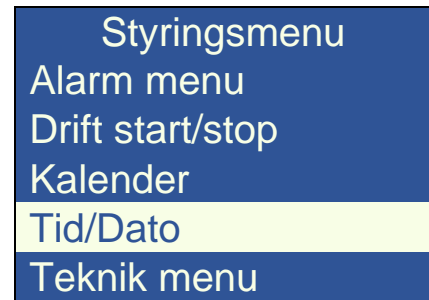 Styringsmenu
Alarm menu
Drift start/stop
Kalender
Tid/Dato
Teknik menu